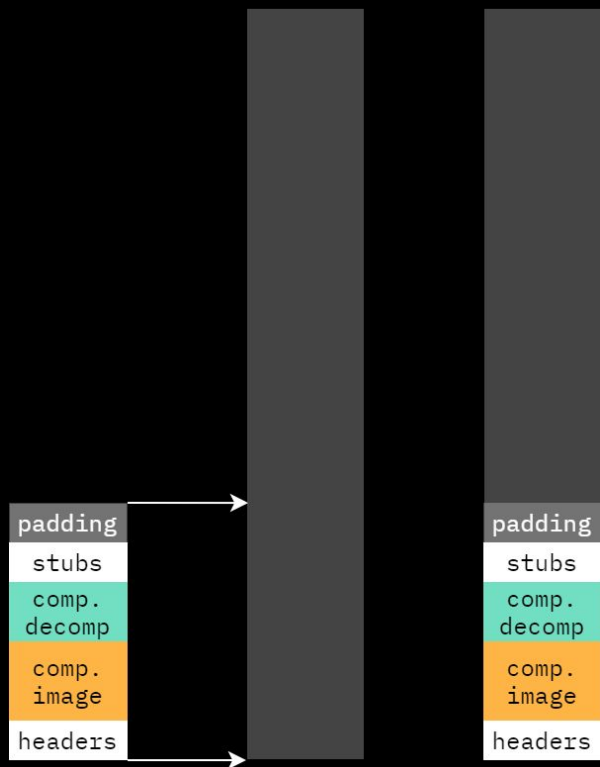 padding
stubs
comp.
decomp
comp.
image
headers
padding
stubs
comp.
decomp
comp.
image
headers